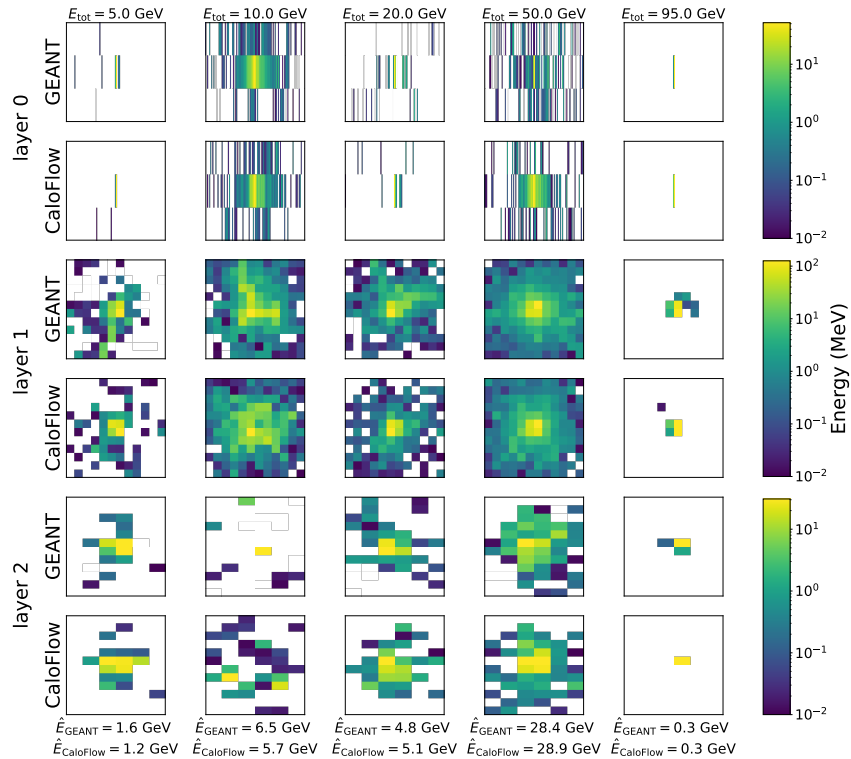 E_tot = 5.0 GeV E_tot = 10.0 GeV E_tot = 20.0 GeV E_tot = 50.0 GeV E_tot = 95.0 GeV
layer 0
GEANT
CaloFlow
10^1
10^0
10^−1
10^−2
layer 1
GEANT
CaloFlow
10^2
10^1
10^0
10^−1
10^−2
Energy (MeV)
layer 2
GEANT
CaloFlow
10^1
10^0
10^−1
10^−2
Ê_GEANT = 1.6 GeV Ê_GEANT = 6.5 GeV Ê_GEANT = 4.8 GeV Ê_GEANT = 28.4 GeV Ê_GEANT = 0.3 GeV
Ê_CaloFlow = 1.2 GeV Ê_CaloFlow = 5.7 GeV Ê_CaloFlow = 5.1 GeV Ê_CaloFlow = 28.9 GeV Ê_CaloFlow = 0.3 GeV